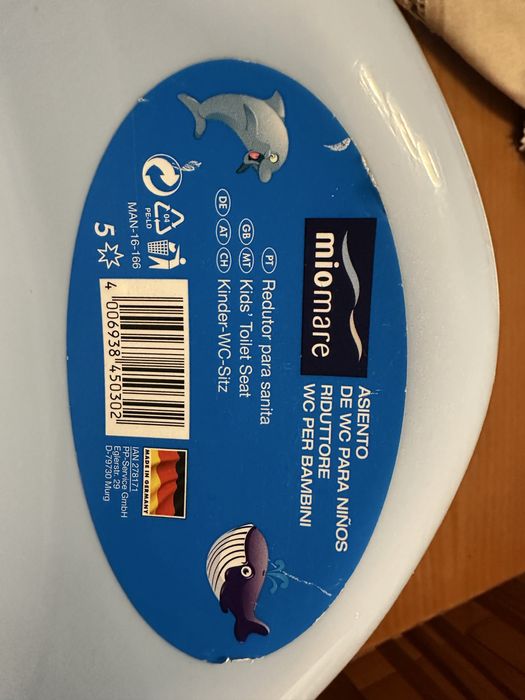 miomare
ASIENTO
DE WC PARA NIÑOS
RIDUTTORE
WC PER BAMBINI
PT Redutor para sanita
GB MT Kids' Toilet Seat
DE AT CH Kinder-WC-Sitz
04
PE-LD
MAN-16-166
5
4 006938 450302
MADE IN GERMANY
IAN 278171
PP-Service GmbH
Eglerstr. 29
D-79730 Murg